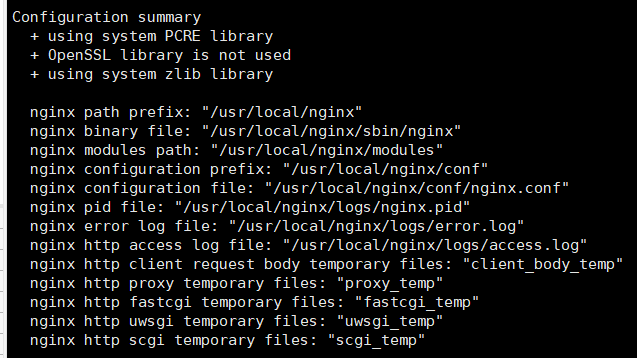 Configuration summary
+ using system PCRE library
+ OpenSSL library is not used
+ using system zlib library
nginx path prefix: "/usr/local/nginx"
nginx binary file: "/usr/local/nginx/sbin/nginx"
nginx modules path: "/usr/local/nginx/modules"
nginx configuration prefix: "/usr/local/nginx/conf"
nginx configuration file: "/usr/local/nginx/conf/nginx.conf"
nginx pid file: "/usr/local/nginx/logs/nginx.pid"
nginx error log file: "/usr/local/nginx/logs/error.log"
nginx http access log file: "/usr/local/nginx/logs/access.log"
nginx http client request body temporary files: "client_body_temp"
nginx http proxy temporary files: "proxy_temp"
nginx http fastcgi temporary files: "fastcgi_temp"
nginx http uwsgi temporary files: "uwsgi_temp"
nginx http scgi temporary files: "scgi_temp"